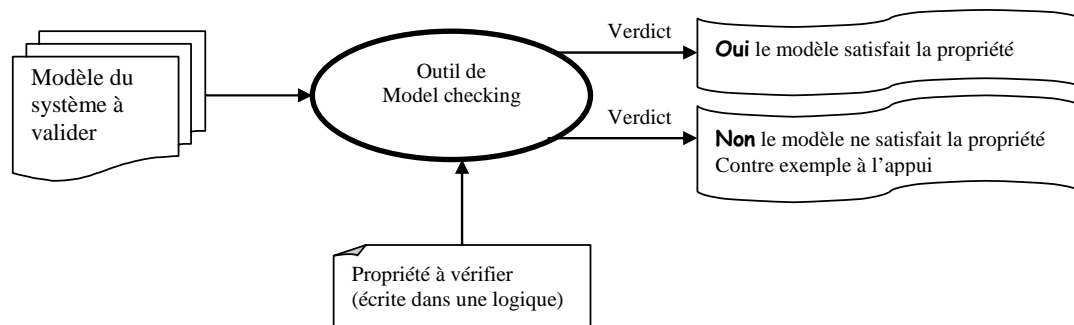 Modèle du
système à
valider
Outil de
Model checking
Verdict
Oui le modèle satisfait la propriété
Verdict
Non le modèle ne satisfait la propriété
Contre exemple à l'appui
Propriété à vérifier
(écrite dans une logique)